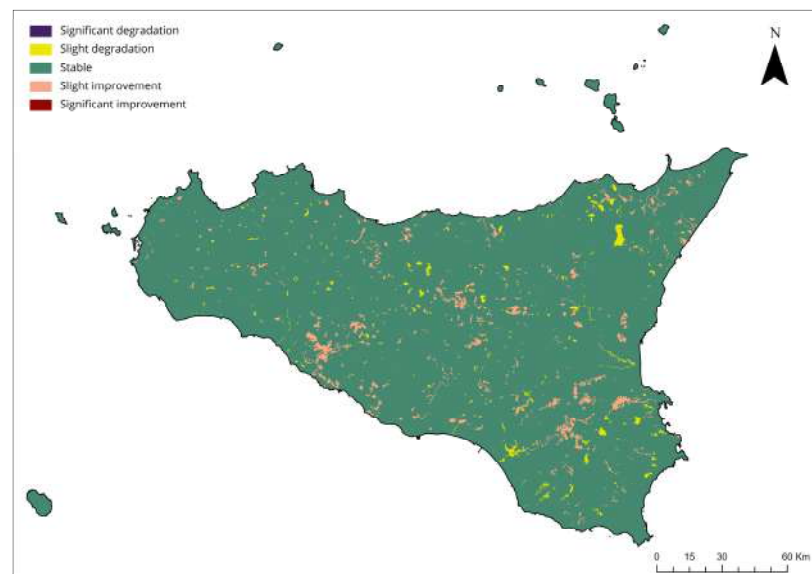 Significant degradation
Slight degradation
Stable
Slight improvement
Significant improvement
N
0 15 30 60 Km